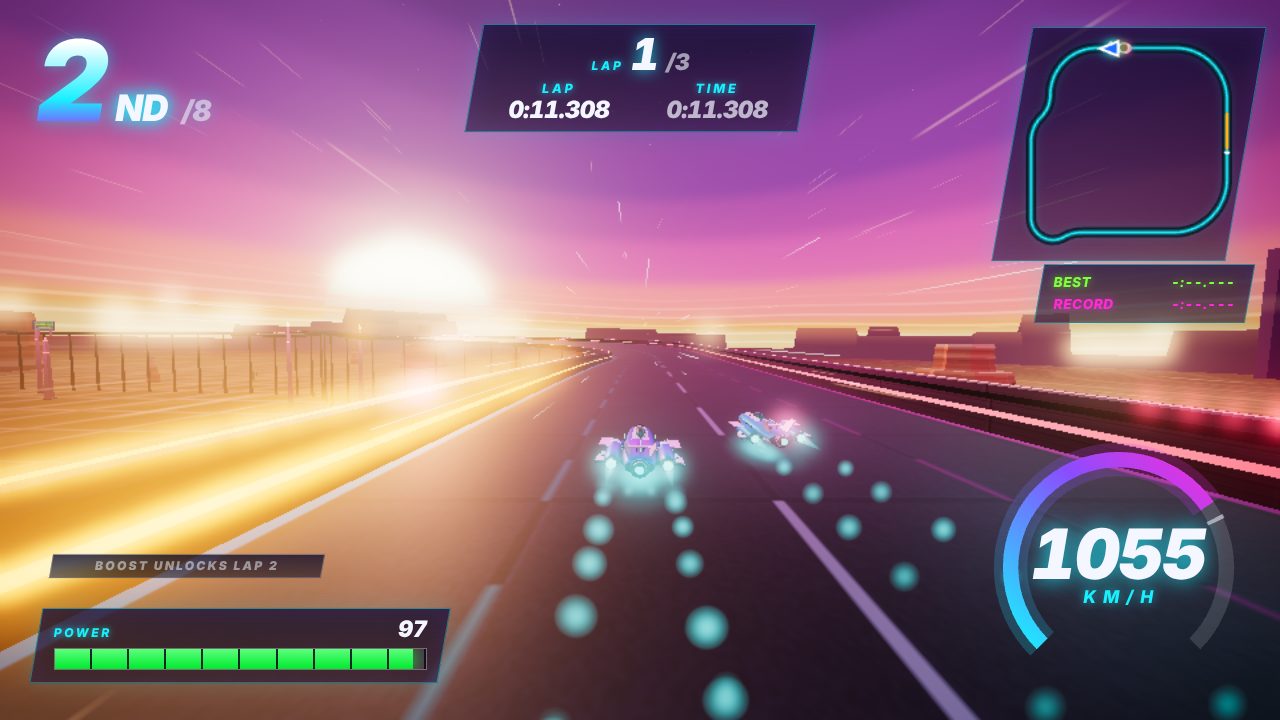 2ND /8
LAP 1 /3
LAP TIME
0:11.308 0:11.308
BEST -:--.---
RECORD -:--.---
BOOST UNLOCKS LAP 2
POWER 97
1055
KM/H